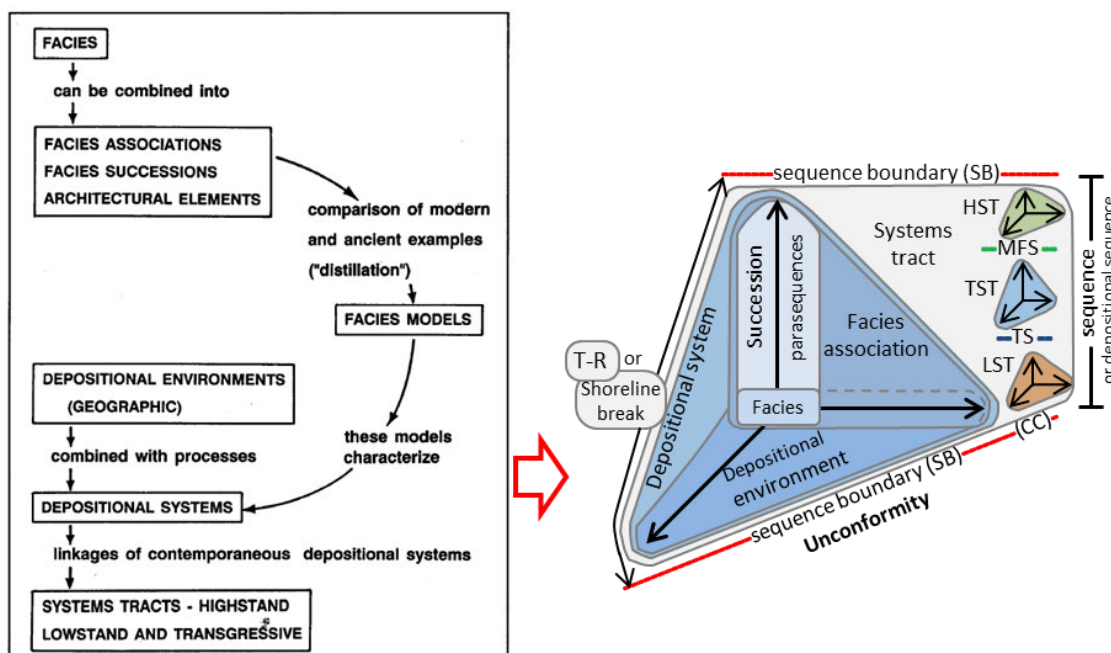 FACIES
can be combined into
FACIES ASSOCIATIONS
FACIES SUCCESSIONS
ARCHITECTURAL ELEMENTS
comparison of modern
and ancient examples
("distillation")
FACIES MODELS
DEPOSITIONAL ENVIRONMENTS
(GEOGRAPHIC)
these models
characterize
combined with processes
DEPOSITIONAL SYSTEMS
linkages of contemporaneous depositional systems
SYSTEMS TRACTS - HIGHSTAND
LOWSTAND AND TRANSGRESSIVE
sequence boundary (SB)
HST
MFS
Systems
tract
TST
TS
LST
(CC)
sequence
or depositional sequence
Succession
parasequences
Facies
association
Facies
Depositional system
T-R or
Shoreline
break
Depositional
environment
sequence boundary (SB)
Unconformity